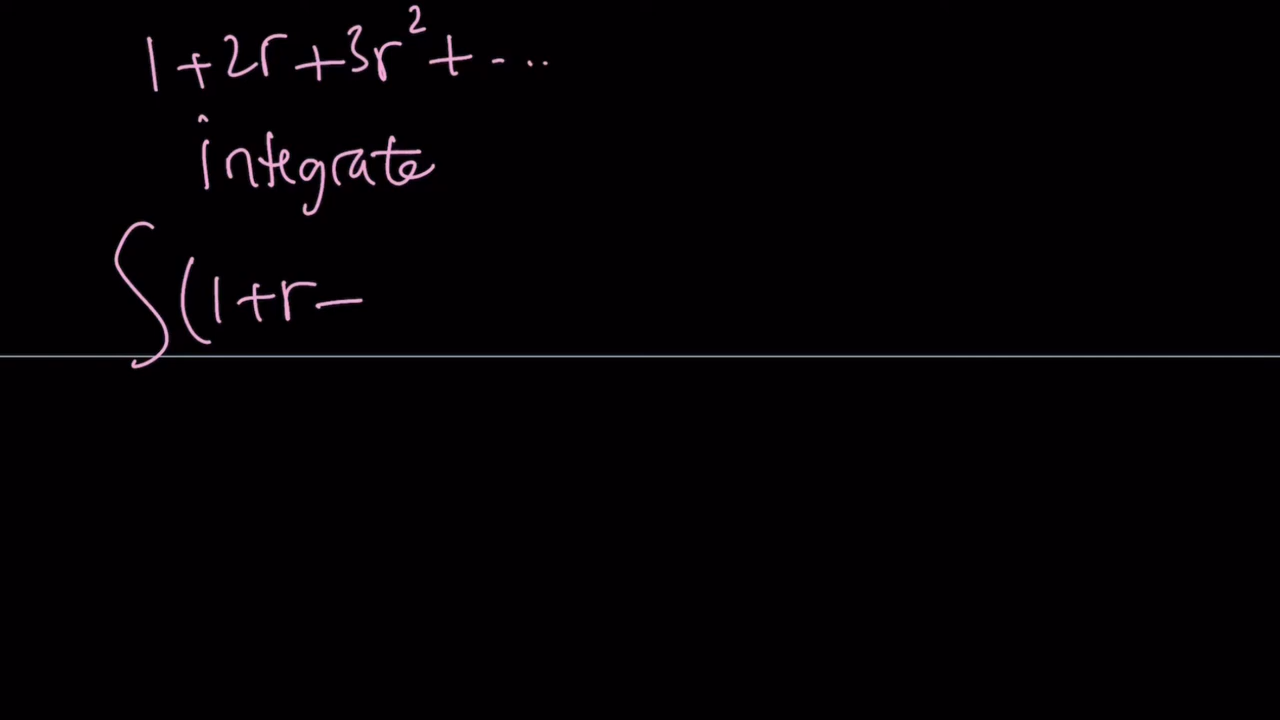 1+2r+3r²+...
integrate
∫(1+r−